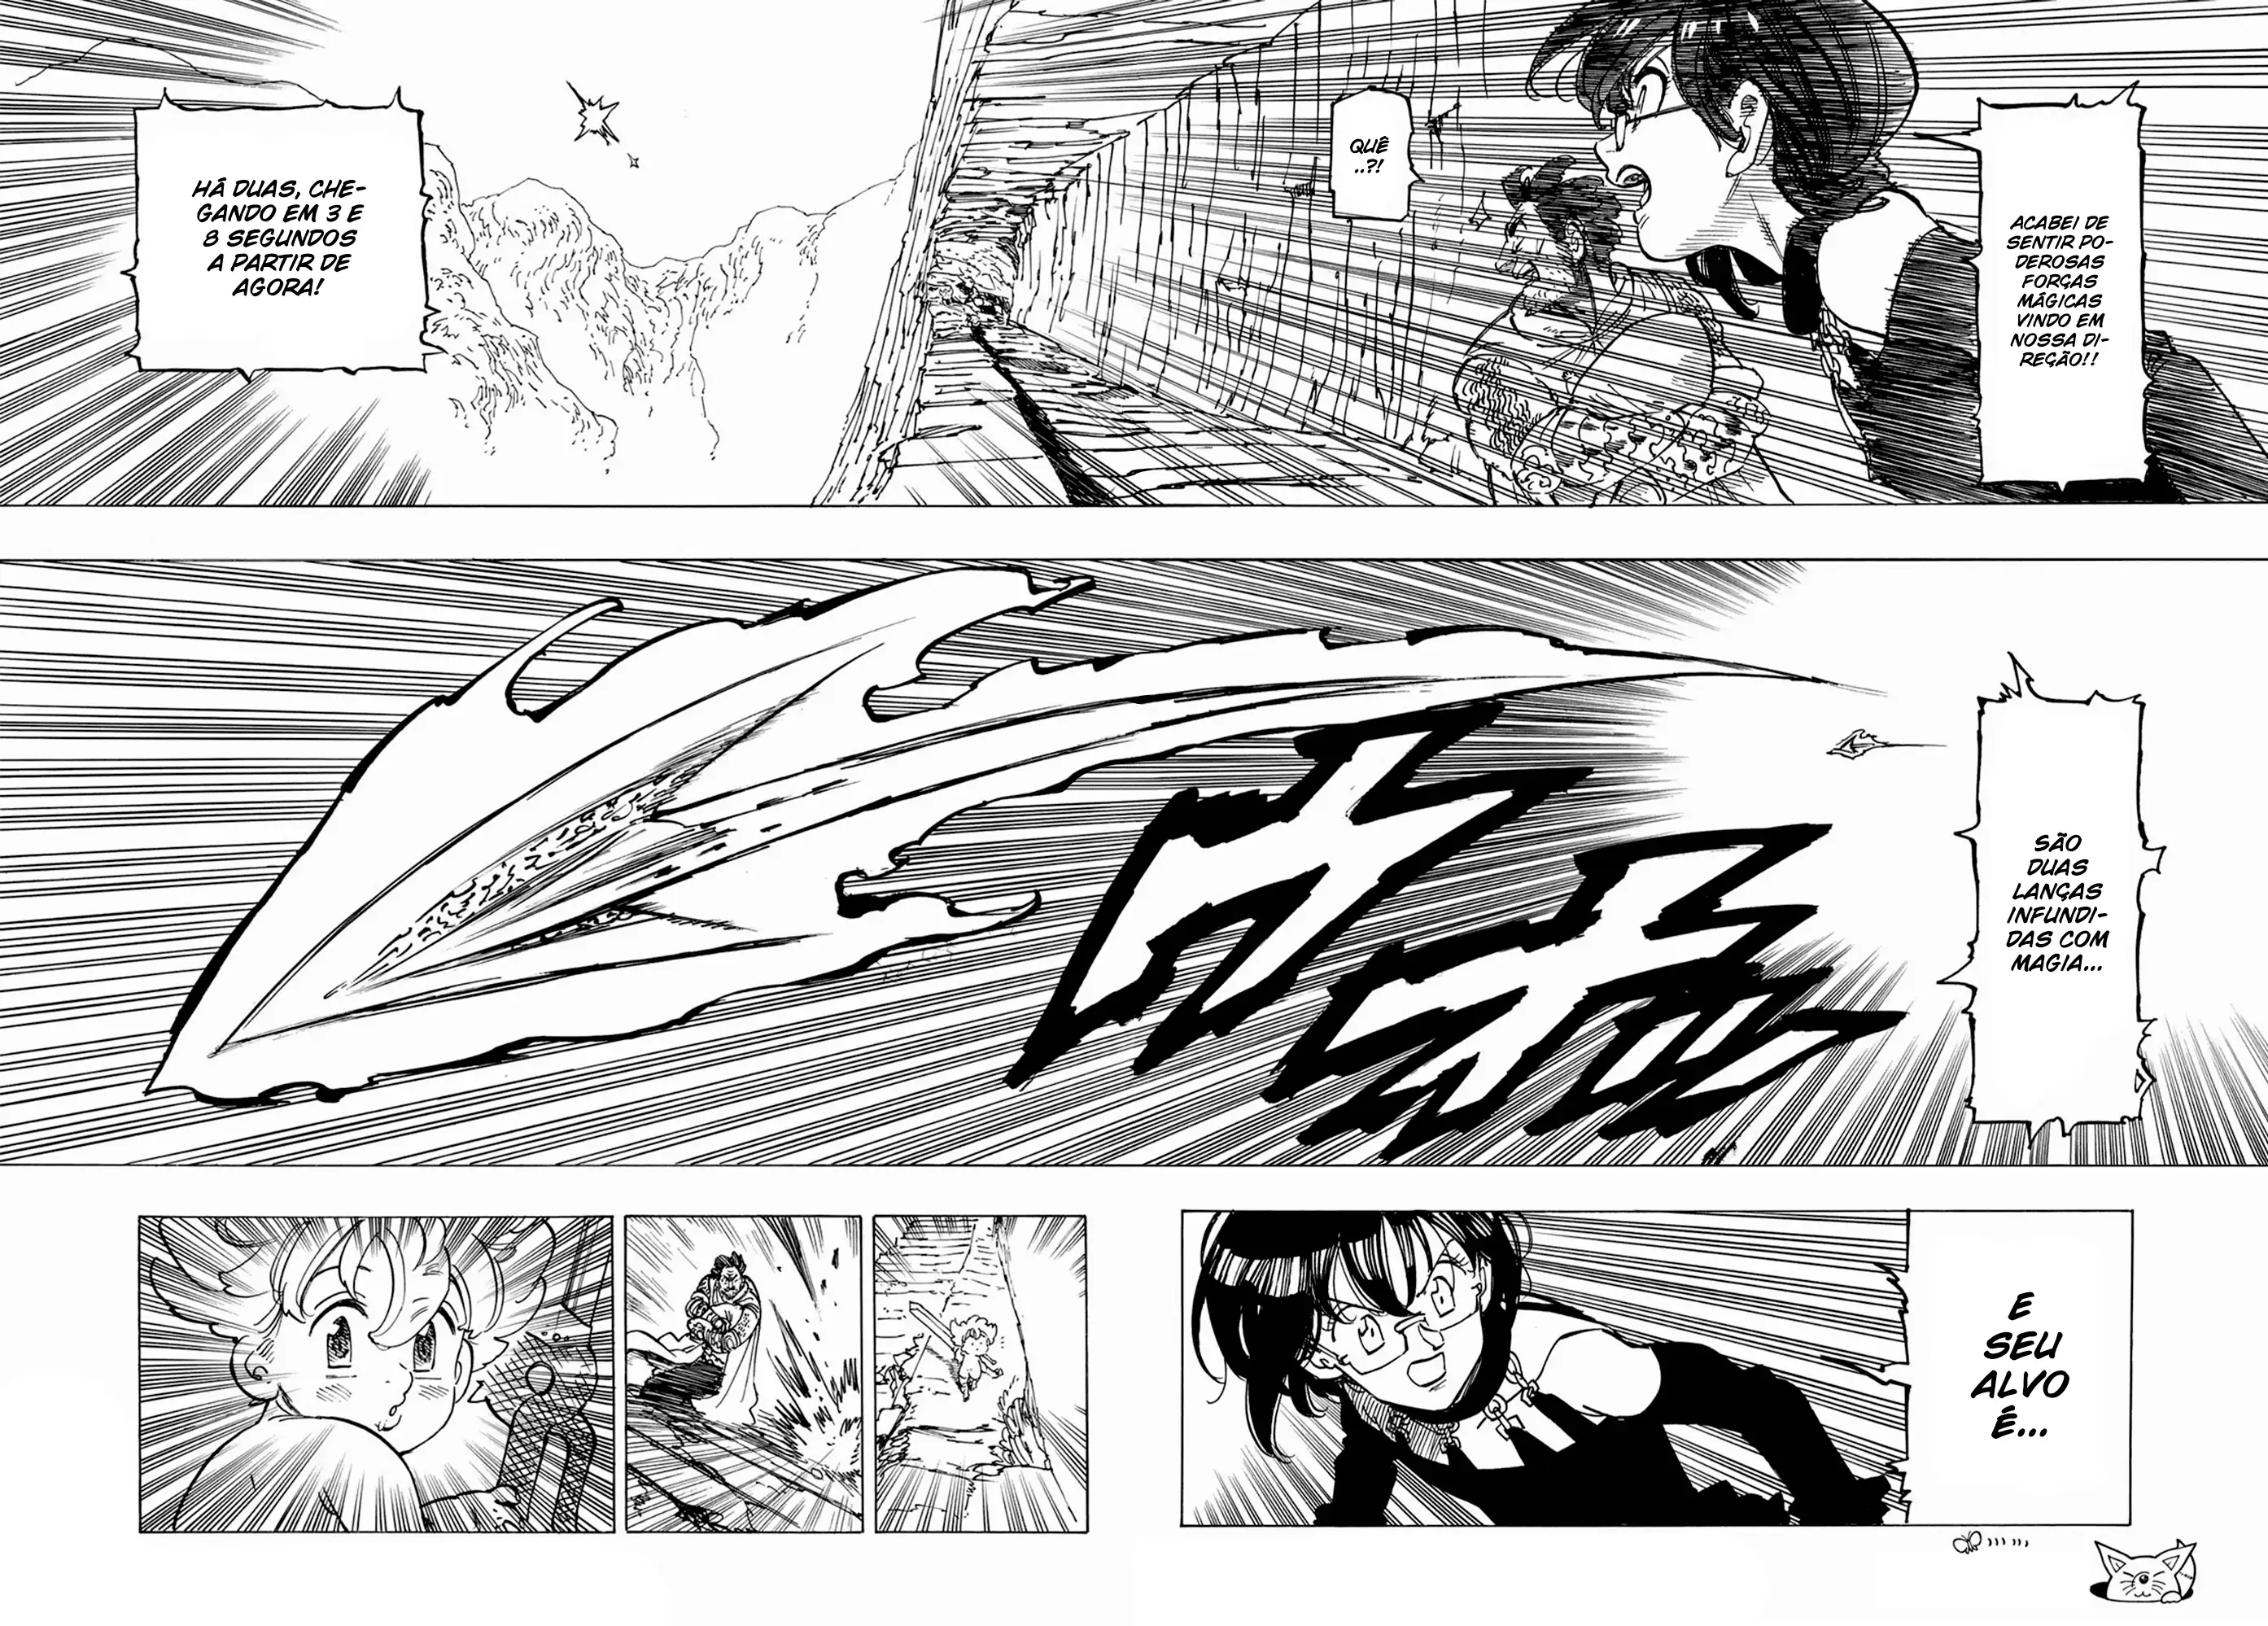 ACABEI DE
SENTIR PO-
DEROSAS
FORÇAS
MÁGICAS
VINDO EM
NOSSA DI-
REÇÃO!!
QUÊ
..?!
HÁ DUAS, CHE-
GANDO EM 3 E
8 SEGUNDOS
A PARTIR DE
AGORA!
SÃO
DUAS
LANÇAS
INFUNDI-
DAS COM
MAGIA...
E
SEU
ALVO
É...